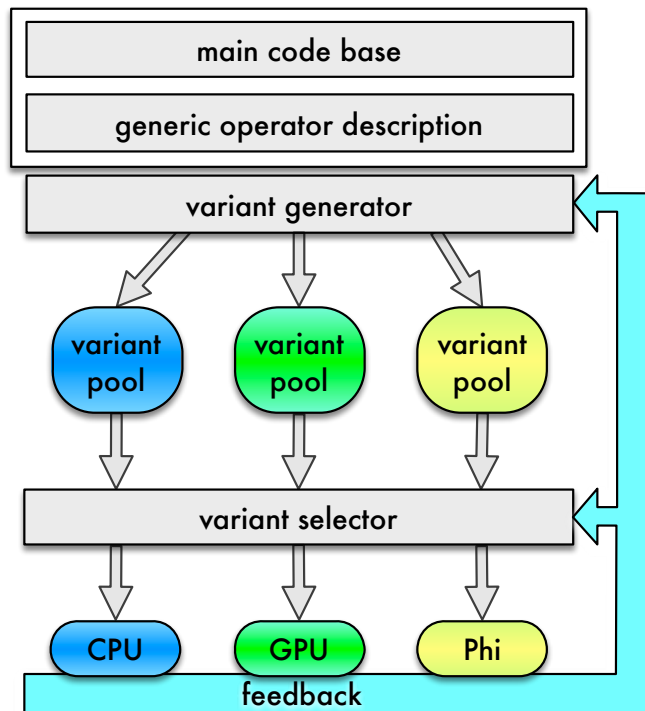 main code base
generic operator description
variant generator
variant variant variant
pool pool pool
variant selector
CPU GPU Phi
feedback